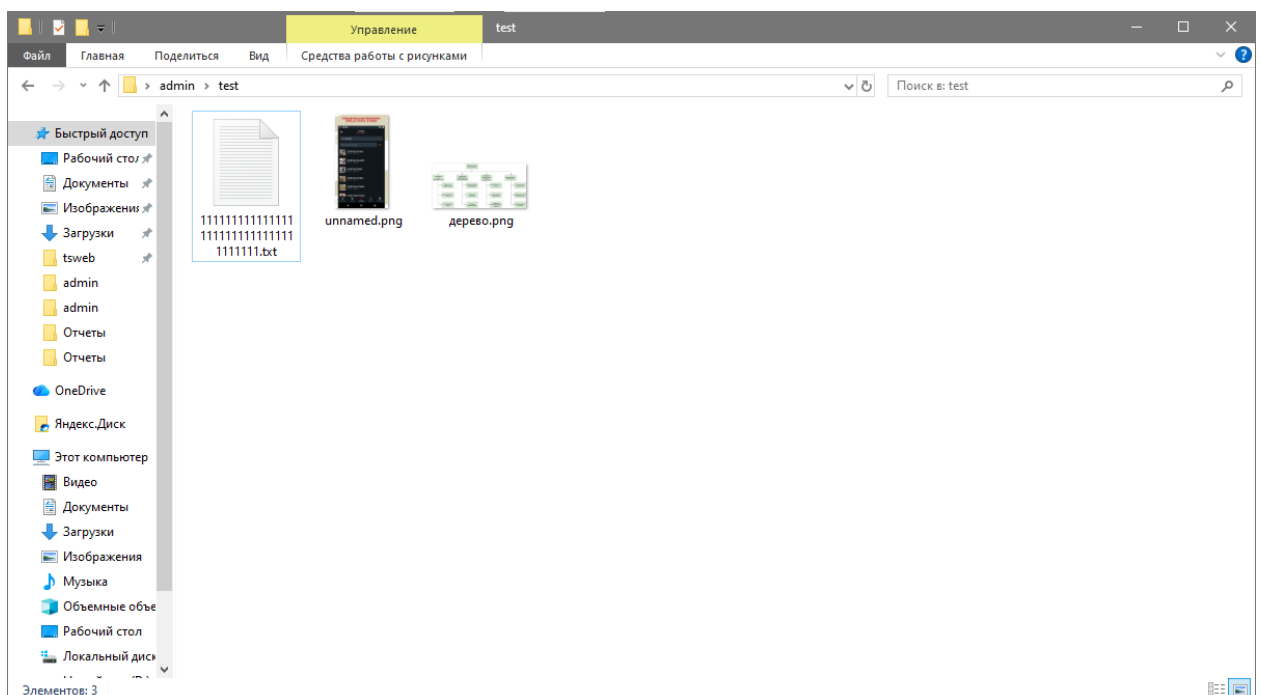 Управление
test
Файл
Главная
Поделиться
Вид
Средства работы с рисунками
admin
test
Поиск в: test
Быстрый доступ
Рабочий стол
Документы
Изображения
Загрузки
tsweb
admin
admin
Отчеты
Отчеты
OneDrive
Яндекс.Диск
Этот компьютер
Видео
Документы
Загрузки
Изображения
Музыка
Объемные объе
Рабочий стол
Локальный диск
111111111111111
111111111111111
1111111.txt
unnamed.png
дерево.png
Элементов: 3